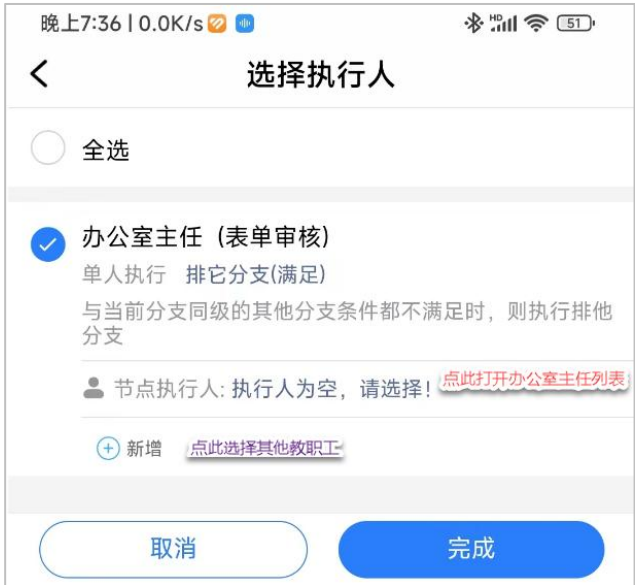 晚上7:36 | 0.0K/s HD 51
选择执行人
全选
办公室主任（表单审核）
单人执行 排它分支(满足)
与当前分支同级的其他分支条件都不满足时，则执行排他
分支
节点执行人: 执行人为空，请选择！ 点此打开办公室主任列表
新增 点此选择其他教职工
取消 完成